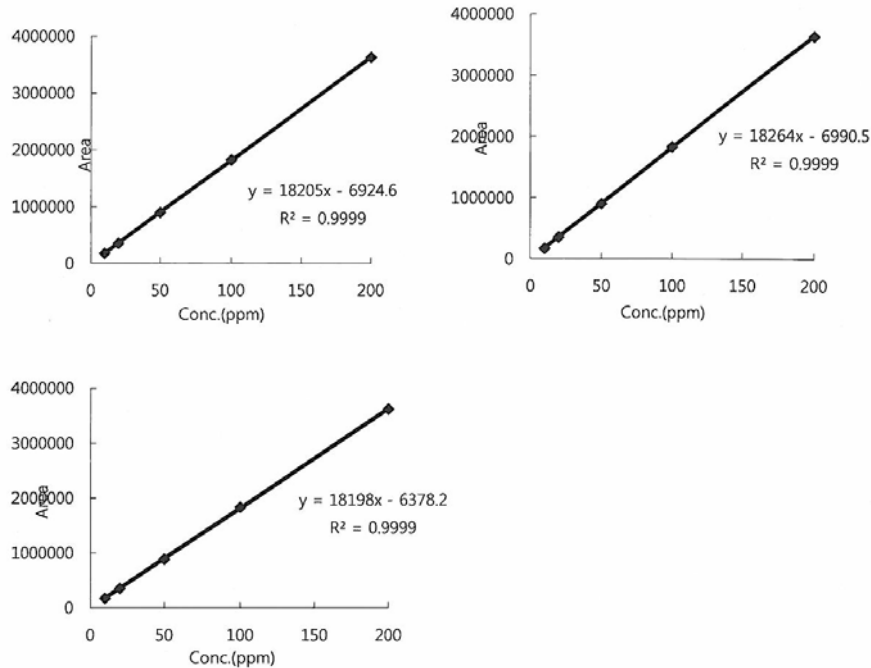 4000000
3000000
2000000
1000000
0
Area
y = 18205x - 6924.6
R² = 0.9999
0 50 100 150 200
Conc.(ppm)
4000000
3000000
2000000
1000000
0
Area
y = 18264x - 6990.5
R² = 0.9999
0 50 100 150 200
Conc.(ppm)
4000000
3000000
2000000
1000000
0
Area
y = 18198x - 6378.2
R² = 0.9999
0 50 100 150 200
Conc.(ppm)